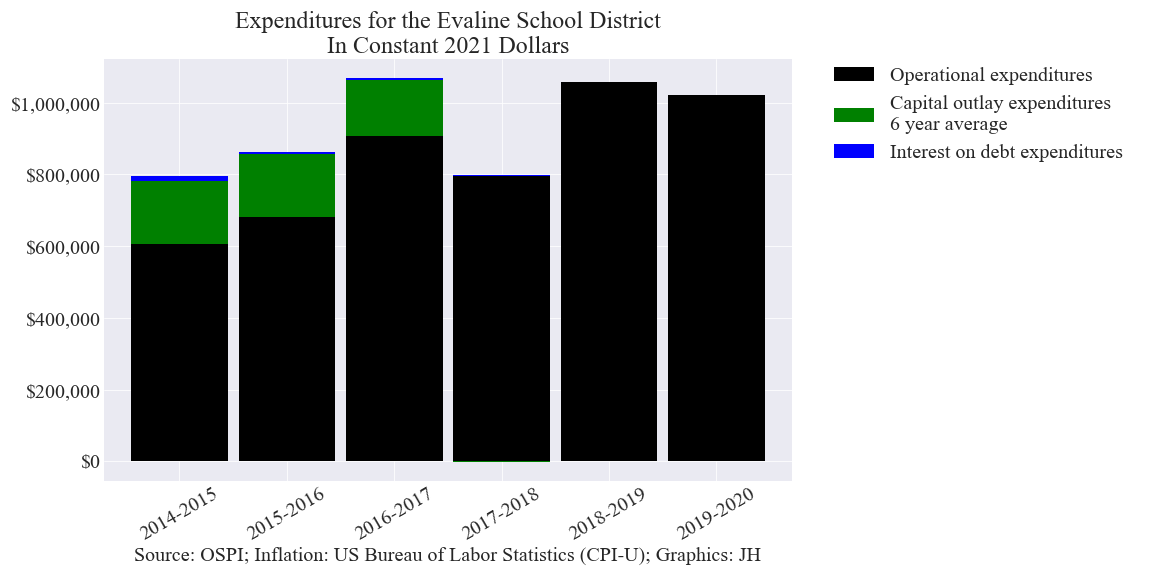 Expenditures for the Evaline School District
In Constant 2021 Dollars
Operational expenditures
Capital outlay expenditures
6 year average
Interest on debt expenditures
$1,000,000
$800,000
$600,000
$400,000
$200,000
$0
2014-2015
2015-2016
2016-2017
2017-2018
2018-2019
2019-2020
Source: OSPI; Inflation: US Bureau of Labor Statistics (CPI-U); Graphics: JH